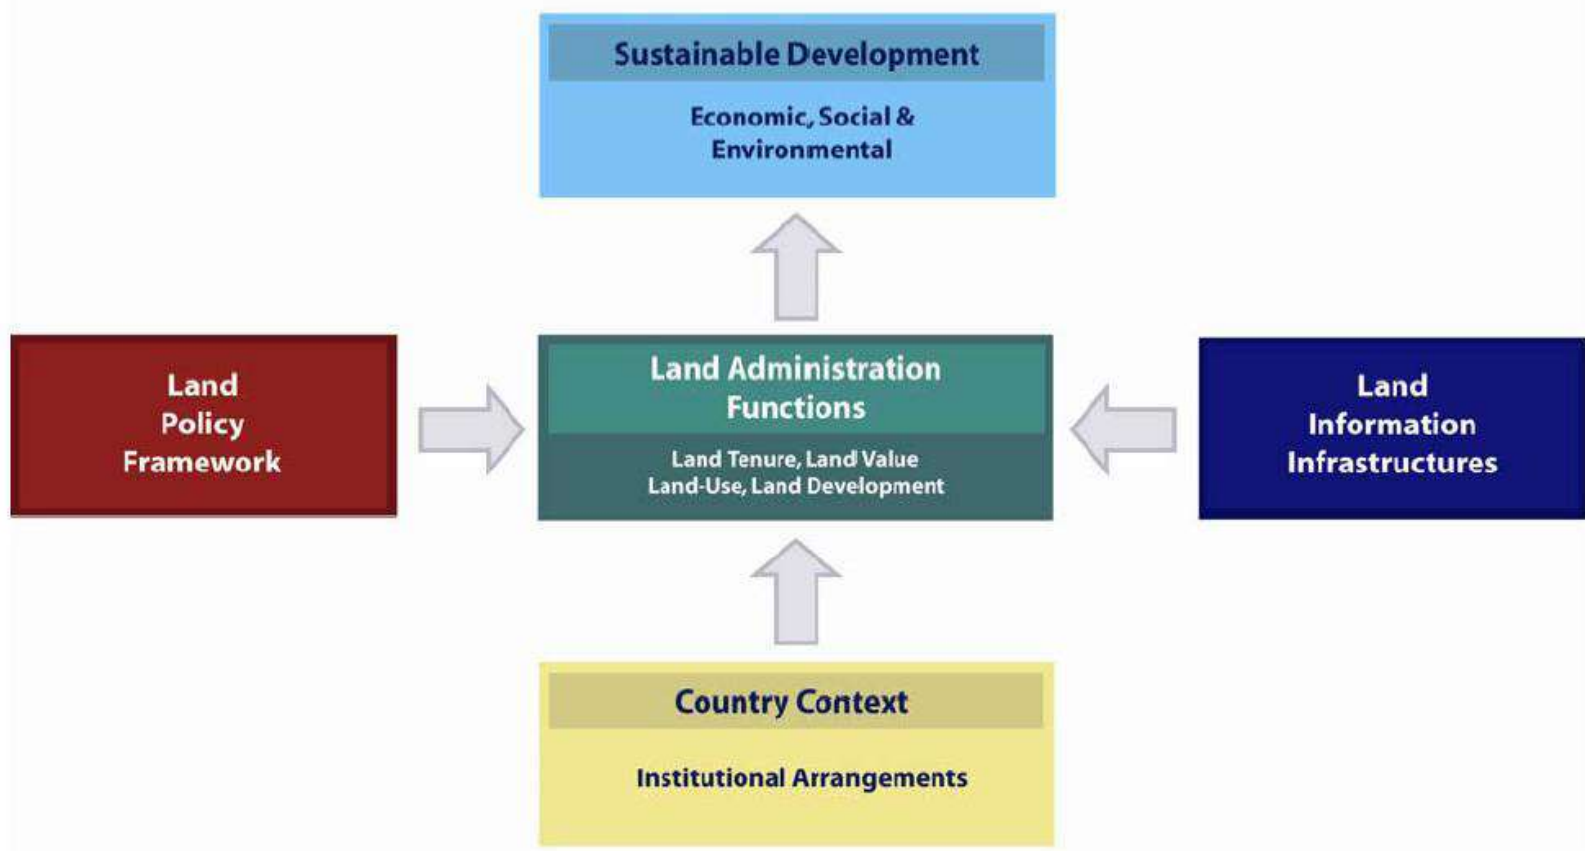 Sustainable Development
Economic, Social &
Environmental
Land
Policy
Framework
Land Administration
Functions
Land Tenure, Land Value
Land-Use, Land Development
Land
Information
Infrastructures
Country Context
Institutional Arrangements